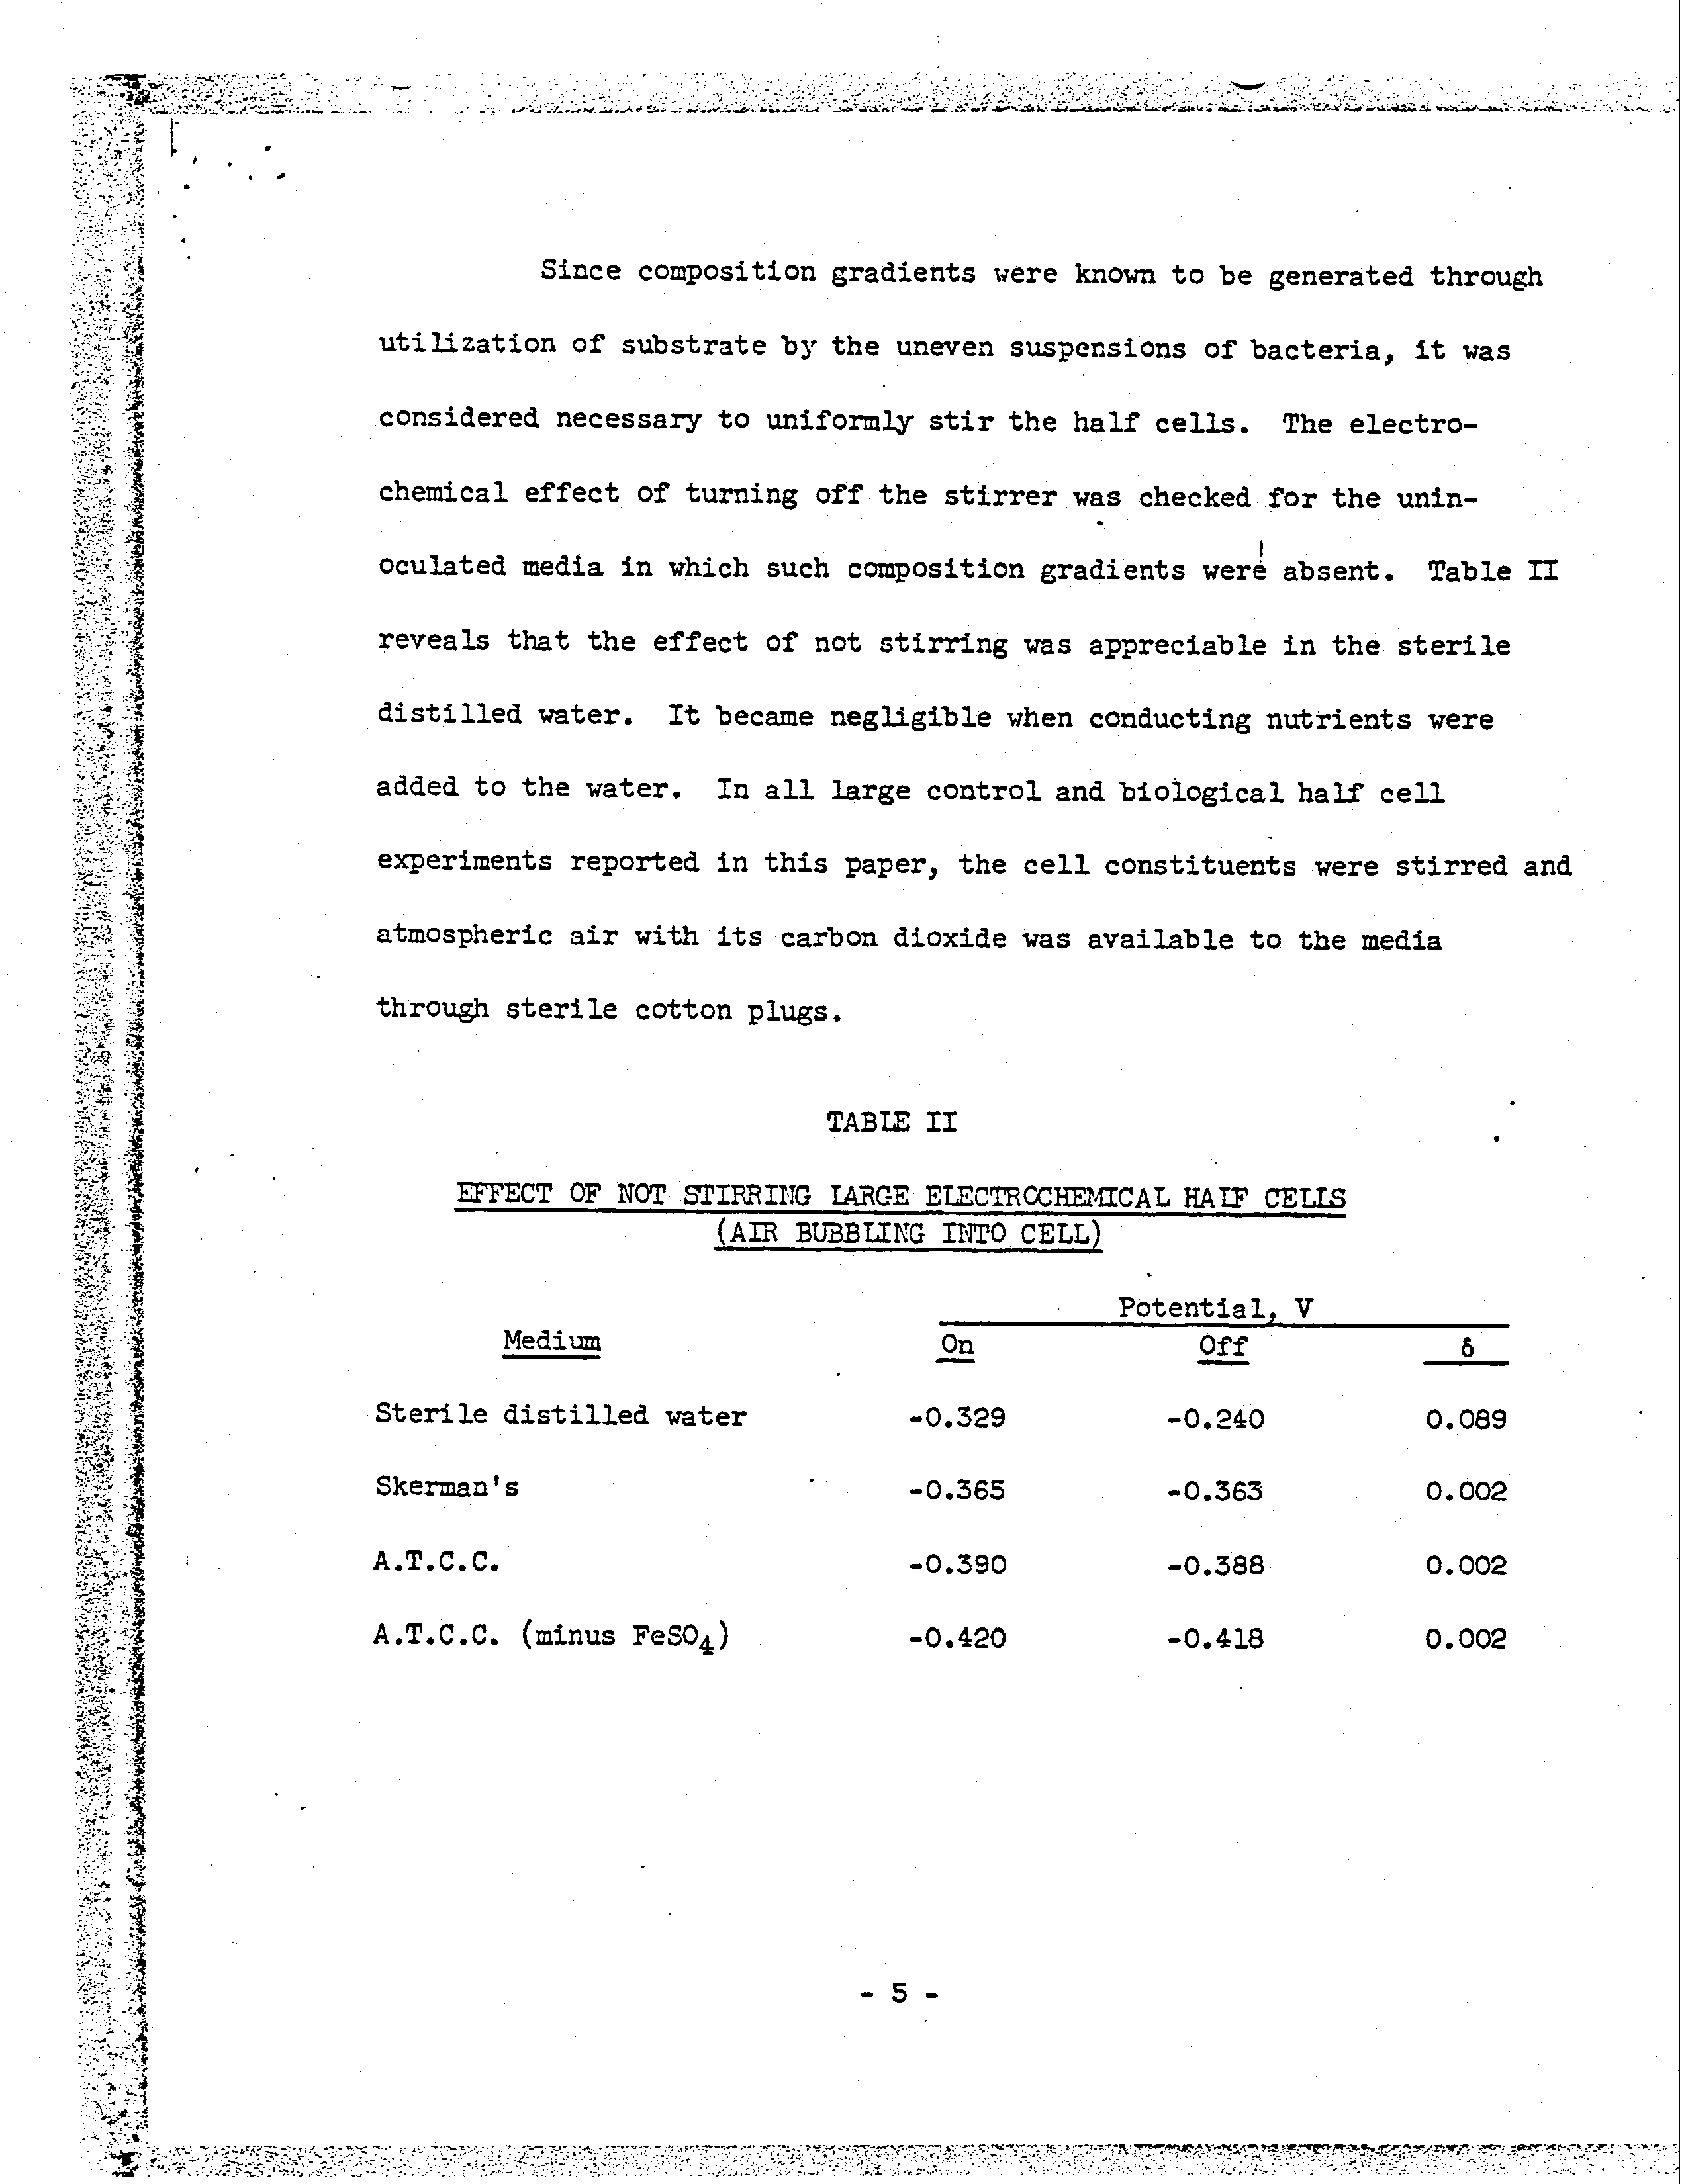 Since composition gradients were known to be generated through
utilization of substrate by the uneven suspensions of bacteria, it was
considered necessary to uniformly stir the half cells. The electro-
chemical effect of turning off the stirrer was checked for the unin-
oculated media in which such composition gradients were absent. Table II
reveals that the effect of not stirring was appreciable in the sterile
distilled water. It became negligible when conducting nutrients were
added to the water. In all large control and biological half cell
experiments reported in this paper, the cell constituents were stirred and
atmospheric air with its carbon dioxide was available to the media
through sterile cotton plugs.
TABLE II
EFFECT OF NOT STIRRING LARGE ELECTROCHEMICAL HALF CELLS
(AIR BUBBLING INTO CELL)
Potential, V
Medium On Off δ
Sterile distilled water -0.329 -0.240 0.089
Skerman's -0.365 -0.363 0.002
A.T.C.C. -0.390 -0.388 0.002
A.T.C.C. (minus FeSO₄) -0.420 -0.418 0.002
- 5 -